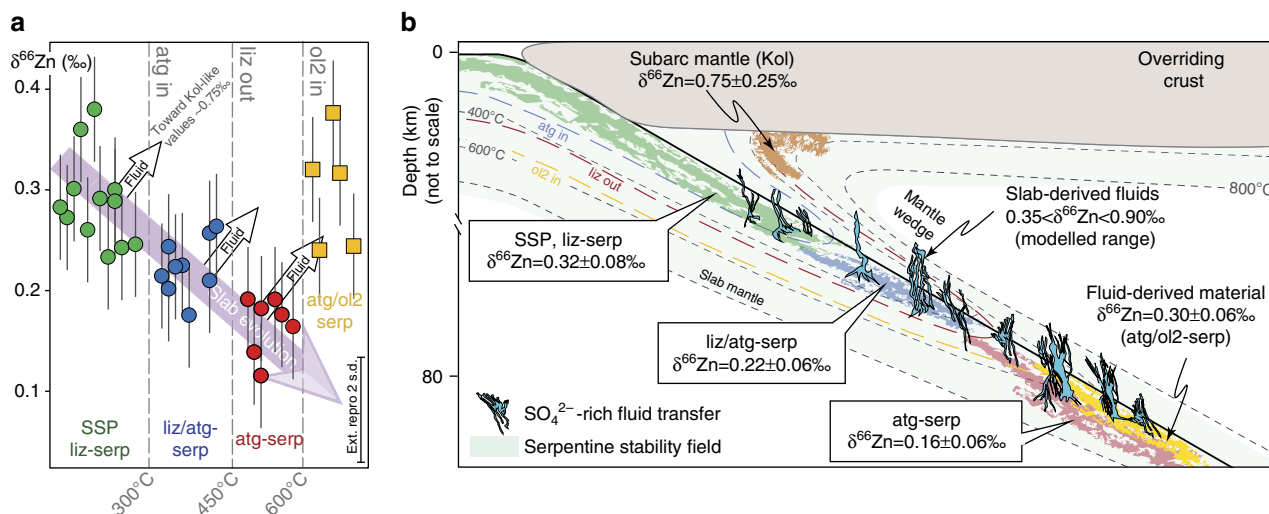 a
δ⁶⁶Zn (‰)
0.4
0.3
0.2
0.1
atg in
liz out
ol2 in
Toward Kol-like
values ~0.75‰
Fluid
Fluid
Fluid
Slab evolution
atg/ol2
serp
SSP
liz-serp
liz/atg-
serp
atg-serp
Ext. repro 2 s.d.
300°C
450°C
600°C
b
0
Depth (km)
(not to scale)
80
Subarc mantle (Kol)
δ⁶⁶Zn=0.75±0.25‰
Overriding
crust
400°C
600°C
atg in
liz out
ol2 in
800°C
Mantle
wedge
Slab-derived fluids
0.35<δ⁶⁶Zn<0.90‰
(modelled range)
SSP, liz-serp
δ⁶⁶Zn=0.32±0.08‰
Slab mantle
Fluid-derived material
δ⁶⁶Zn=0.30±0.06‰
(atg/ol2-serp)
liz/atg-serp
δ⁶⁶Zn=0.22±0.06‰
atg-serp
δ⁶⁶Zn=0.16±0.06‰
SO₄²⁻-rich fluid transfer
Serpentine stability field